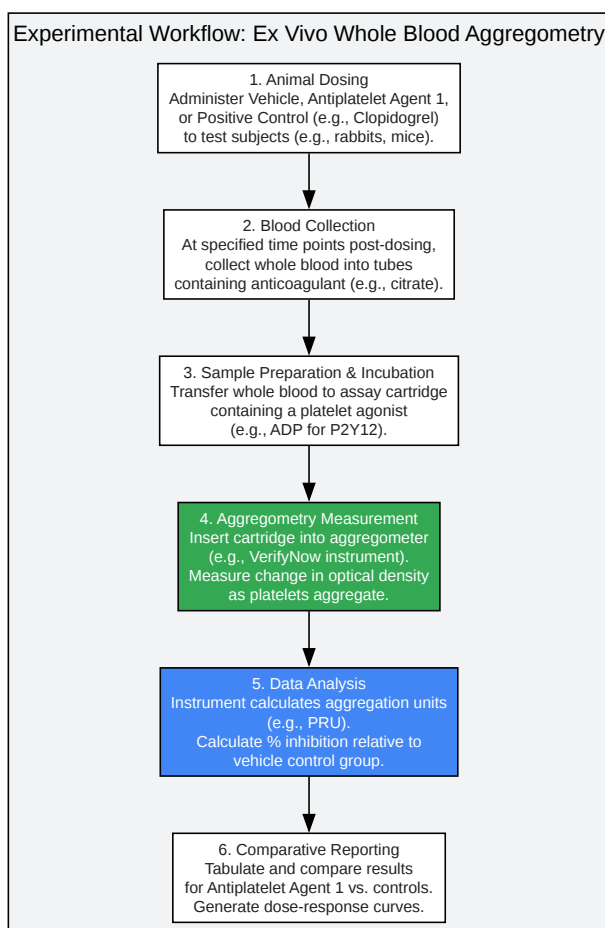 Experimental Workflow: Ex Vivo Whole Blood Aggregometry
1. Animal Dosing
Administer Vehicle, Antiplatelet Agent 1,
or Positive Control (e.g., Clopidogrel)
to test subjects (e.g., rabbits, mice).
2. Blood Collection
At specified time points post-dosing,
collect whole blood into tubes
containing anticoagulant (e.g., citrate).
3. Sample Preparation & Incubation
Transfer whole blood to assay cartridge
containing a platelet agonist
(e.g., ADP for P2Y12).
4. Aggregometry Measurement
Insert cartridge into aggregometer
(e.g., VerifyNow instrument).
Measure change in optical density
as platelets aggregate.
5. Data Analysis
Instrument calculates aggregation units
(e.g., PRU).
Calculate % inhibition relative to
vehicle control group.
6. Comparative Reporting
Tabulate and compare results
for Antiplatelet Agent 1 vs. controls.
Generate dose-response curves.